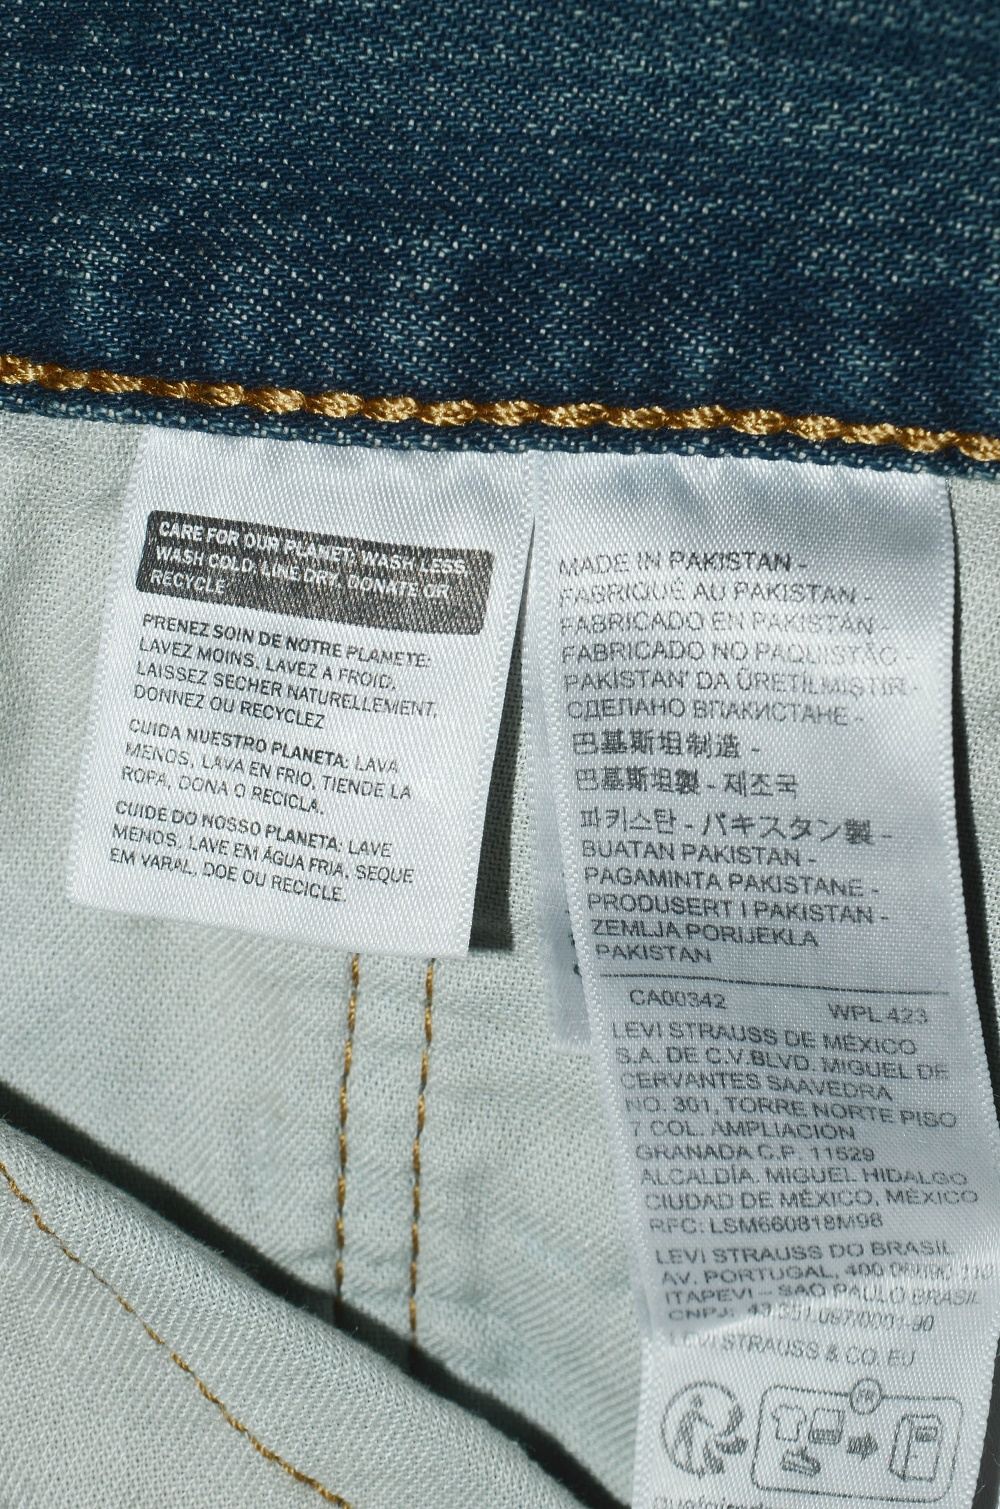 CARE FOR OUR PLANET: WASH LESS,
WASH COLD, LINE DRY, DONATE OR
RECYCLE
PRENEZ SOIN DE NOTRE PLANETE:
LAVEZ MOINS, LAVEZ A FROID,
LAISSEZ SECHER NATURELLEMENT,
DONNEZ OU RECYCLEZ
CUIDA NUESTRO PLANETA: LAVA
MENOS, LAVA EN FRIO, TIENDE LA
ROPA, DONA O RECICLA.
CUIDE DO NOSSO PLANETA: LAVE
MENOS, LAVE EM ÁGUA FRIA, SEQUE
EM VARAL, DOE OU RECICLE.
MADE IN PAKISTAN -
FABRIQUÉ AU PAKISTAN -
FABRICADO EN PAKISTÁN
FABRICADO NO PAQUISTÃO
PAKISTAN' DA ÜRETİLMİŞTİR -
СДЕЛАНО ВПАКИСТАНЕ -
巴基斯坦制造 -
巴基斯坦製 - 제조국
파키스탄 - パキスタン製 -
BUATAN PAKISTAN -
PAGAMINTA PAKISTANE -
PRODUSERT I PAKISTAN -
ZEMLJA PORIJEKLA
PAKISTAN
CA00342 WPL 423
LEVI STRAUSS DE MÉXICO
S.A. DE C.V.BLVD. MIGUEL DE
CERVANTES SAAVEDRA
NO. 301, TORRE NORTE PISO
7 COL. AMPLIACIÓN
GRANADA C.P. 11529
ALCALDÍA. MIGUEL HIDALGO
CIUDAD DE MÉXICO, MÉXICO
RFC: LSM660818M98
LEVI STRAUSS DO BRASIL
AV. PORTUGAL, 400
ITAPEVI – SÃO PAULO BRASIL
CNPJ:
LEVI STRAUSS & CO. EU
FR